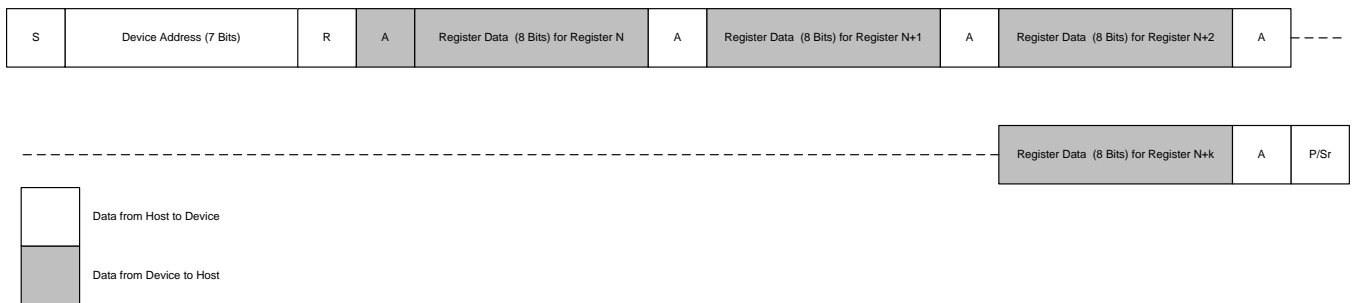 S Device Address (7 Bits) R A Register Data (8 Bits) for Register N A Register Data (8 Bits) for Register N+1 A Register Data (8 Bits) for Register N+2 A
Register Data (8 Bits) for Register N+k A P/Sr
Data from Host to Device
Data from Device to Host